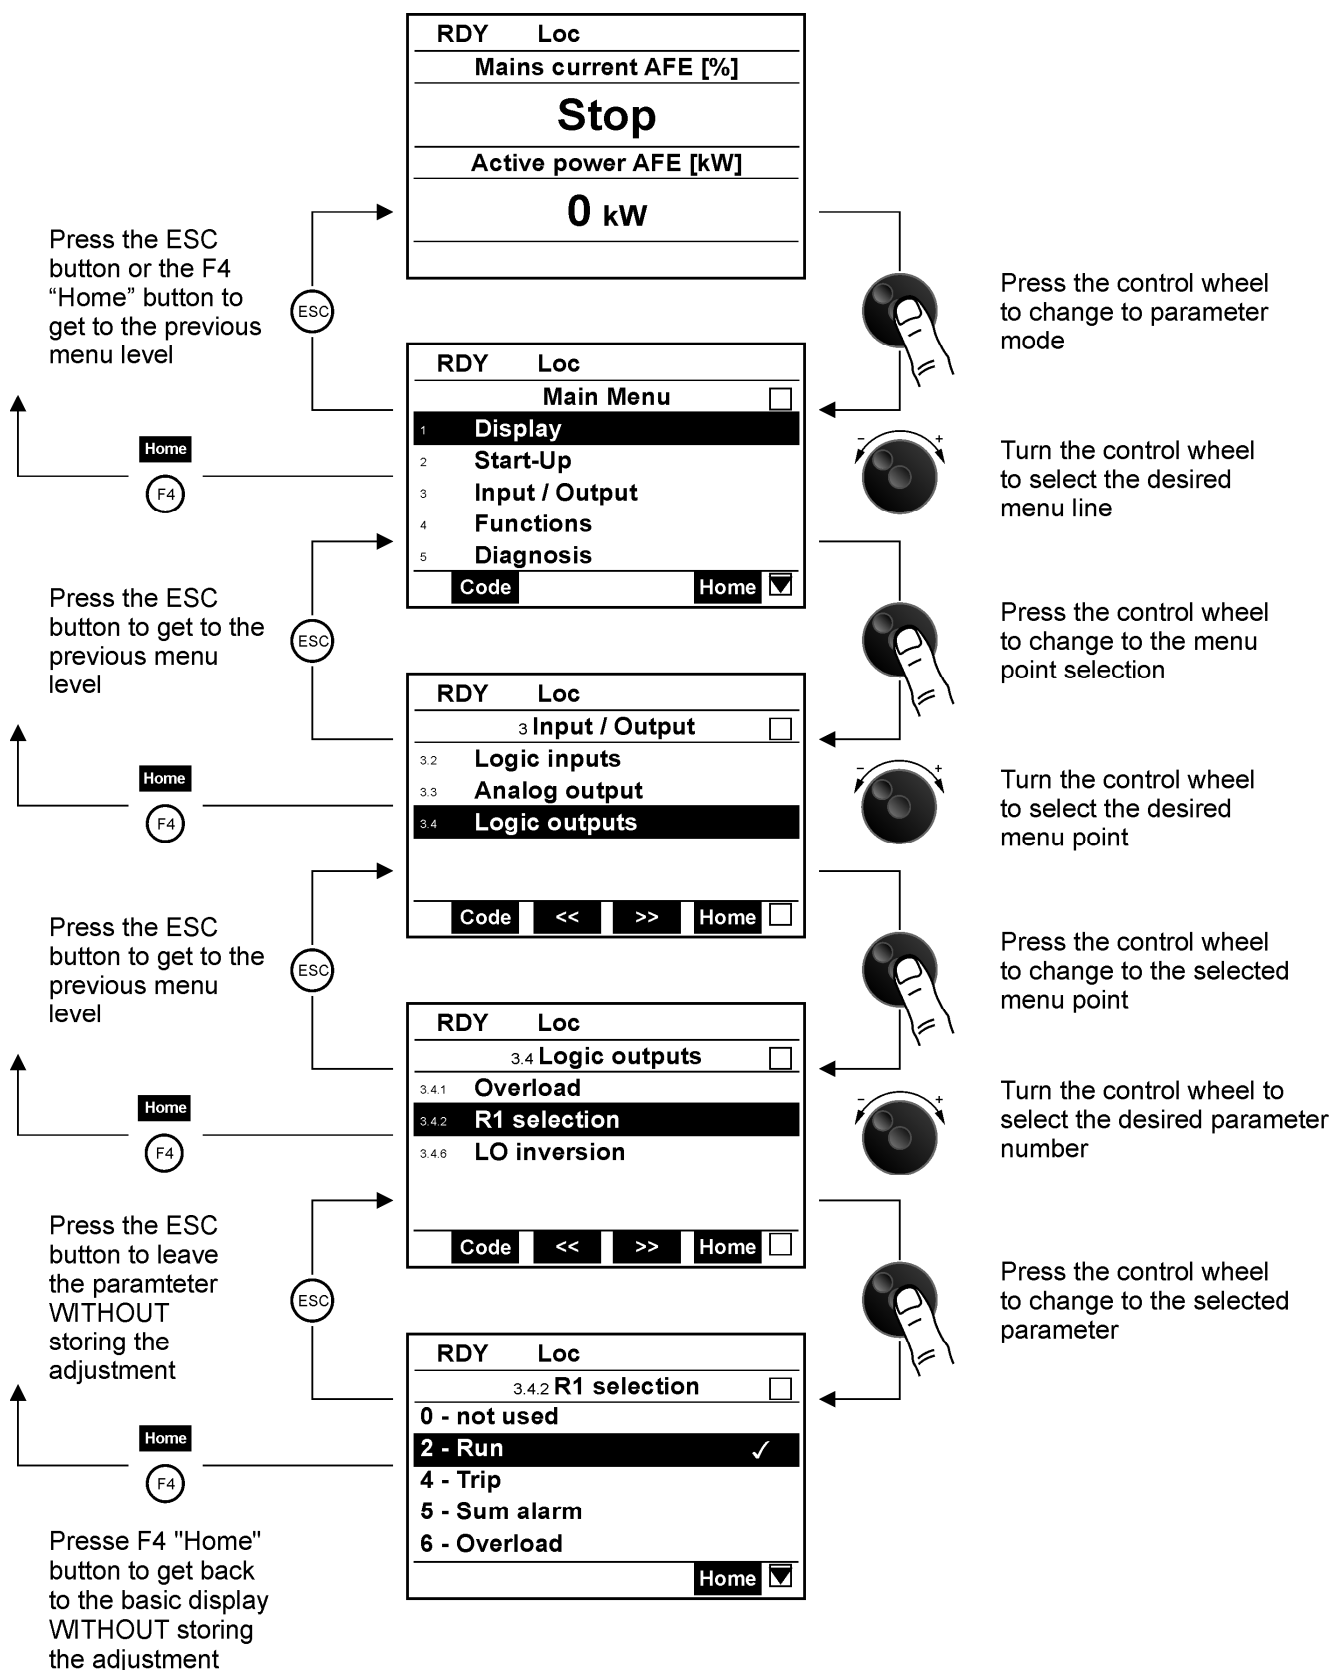 RDY Loc
Mains current AFE [%]
Stop
Active power AFE [kW]
0 kW
Press the ESC
button or the F4
“Home” button to
get to the previous
menu level
ESC
Press the control wheel
to change to parameter
mode
RDY Loc
Main Menu
1 Display
2 Start-Up
3 Input / Output
4 Functions
5 Diagnosis
Code Home
Home
F4
- +
Turn the control wheel
to select the desired
menu line
Press the ESC
button to get to the
previous menu
level
ESC
Press the control wheel
to change to the menu
point selection
RDY Loc
3 Input / Output
3.2 Logic inputs
3.3 Analog output
3.4 Logic outputs
Code << >> Home
Home
F4
- +
Turn the control wheel
to select the desired
menu point
Press the ESC
button to get to the
previous menu
level
ESC
Press the control wheel
to change to the selected
menu point
RDY Loc
3.4 Logic outputs
3.4.1 Overload
3.4.2 R1 selection
3.4.6 LO inversion
Code << >> Home
Home
F4
- +
Turn the control wheel to
select the desired parameter
number
Press the ESC
button to leave
the paramteter
WITHOUT
storing the
adjustment
ESC
Press the control wheel
to change to the selected
parameter
RDY Loc
3.4.2 R1 selection
0 - not used
2 - Run ✓
4 - Trip
5 - Sum alarm
6 - Overload
Home
Home
F4
Presse F4 "Home"
button to get back
to the basic display
WITHOUT storing
the adjustment